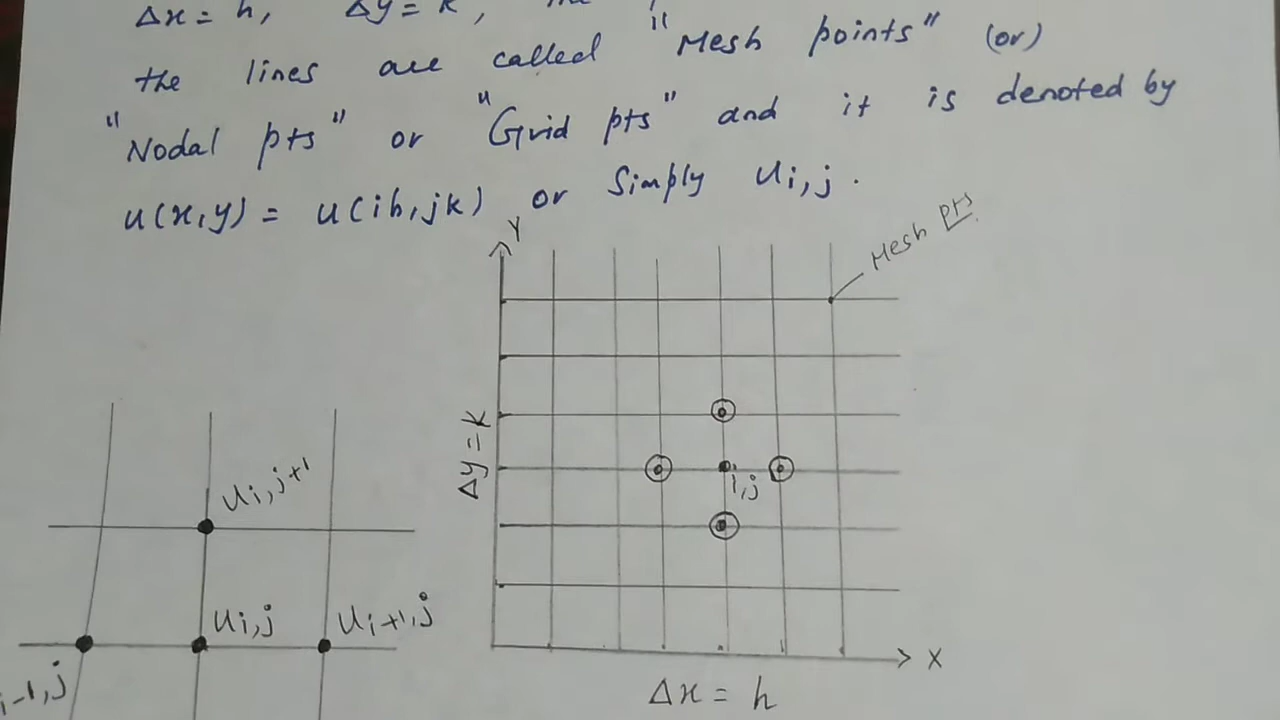 Δx = h, Δy = k,
the lines are called "Mesh points" (or)
"Nodal pts" or "Grid pts" and it is denoted by
u(x,y) = u(ih,jk) or Simply Ui,j.
Y
Mesh pts
Δy = k
i,j
X
Δx = h
Ui,j+1
Ui,j
Ui+1,j
i-1,j